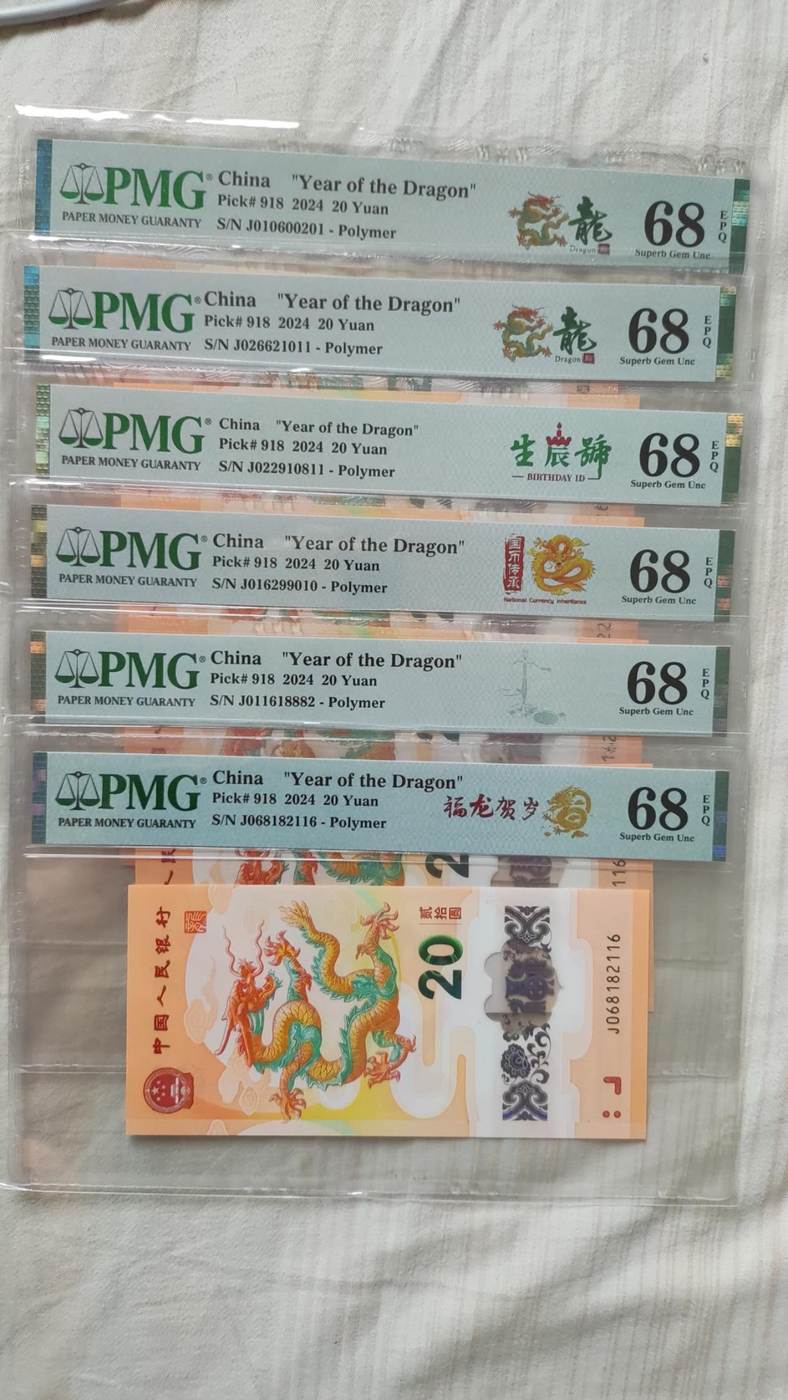 PMG® China "Year of the Dragon"
Pick# 918 2024 20 Yuan
PAPER MONEY GUARANTY S/N J010600201 - Polymer
龍
Dragon
68
EPQ
Superb Gem Unc
PMG® China "Year of the Dragon"
Pick# 918 2024 20 Yuan
PAPER MONEY GUARANTY S/N J026621011 - Polymer
龍
Dragon
68
EPQ
Superb Gem Unc
PMG® China "Year of the Dragon"
Pick# 918 2024 20 Yuan
PAPER MONEY GUARANTY S/N J022910811 - Polymer
生辰號
BIRTHDAY ID
68
EPQ
Superb Gem Unc
PMG® China "Year of the Dragon"
Pick# 918 2024 20 Yuan
PAPER MONEY GUARANTY S/N J016299010 - Polymer
国币传承
National Currency Inheritance
68
EPQ
Superb Gem Unc
PMG® China "Year of the Dragon"
Pick# 918 2024 20 Yuan
PAPER MONEY GUARANTY S/N J011618882 - Polymer
68
EPQ
Superb Gem Unc
PMG® China "Year of the Dragon"
Pick# 918 2024 20 Yuan
PAPER MONEY GUARANTY S/N J068182116 - Polymer
福龙贺岁
68
EPQ
Superb Gem Unc
116
中国人民银行
贰拾圆
20
J068182116